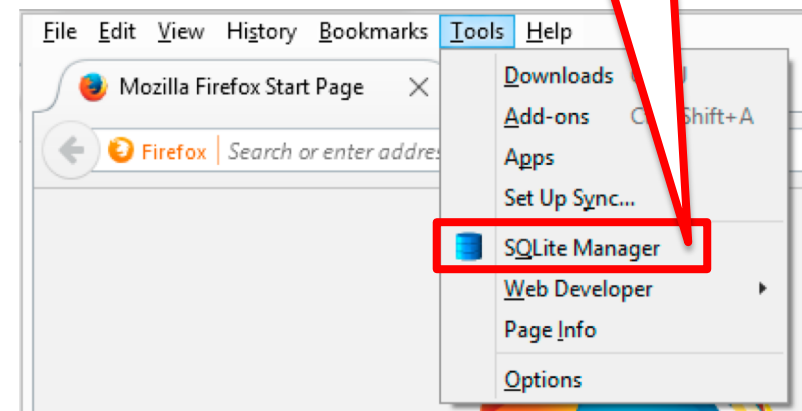 File Edit View History Bookmarks Tools Help
Mozilla Firefox Start Page
Firefox Search or enter addres
Downloads
Add-ons Shift+A
Apps
Set Up Sync...
SQLite Manager
Web Developer
Page Info
Options